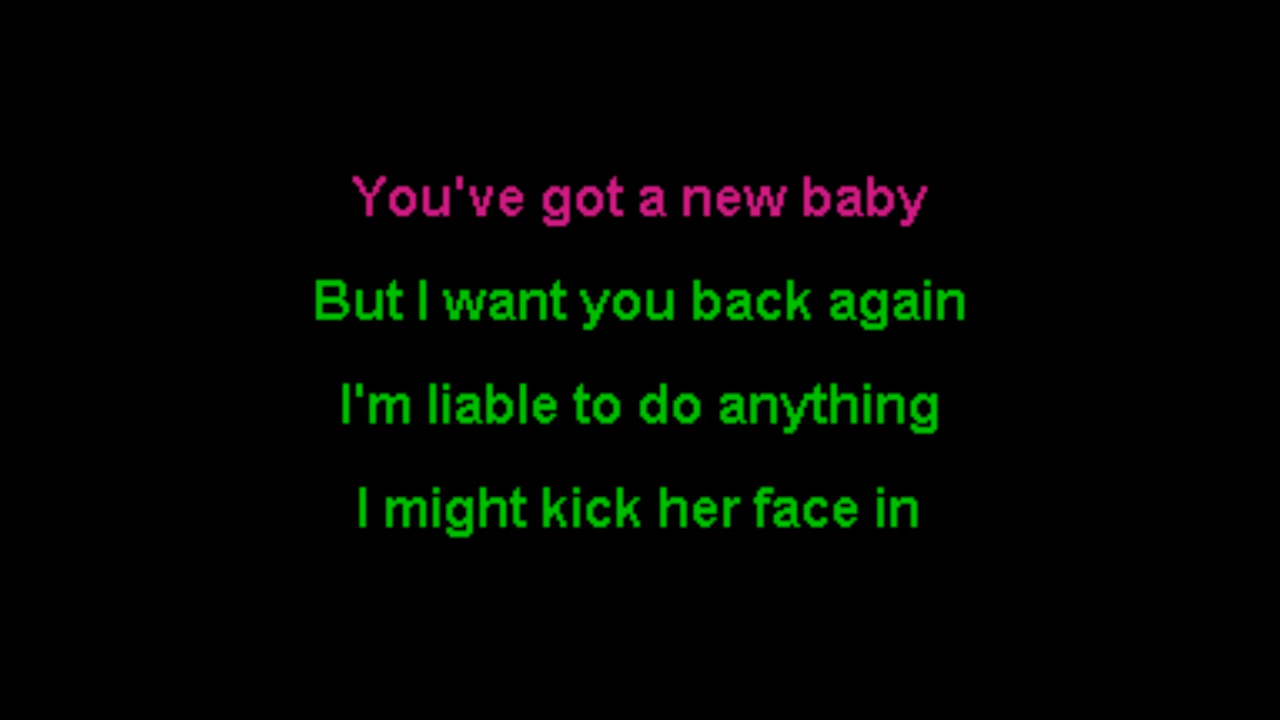 You've got a new baby
But I want you back again
I'm liable to do anything
I might kick her face in